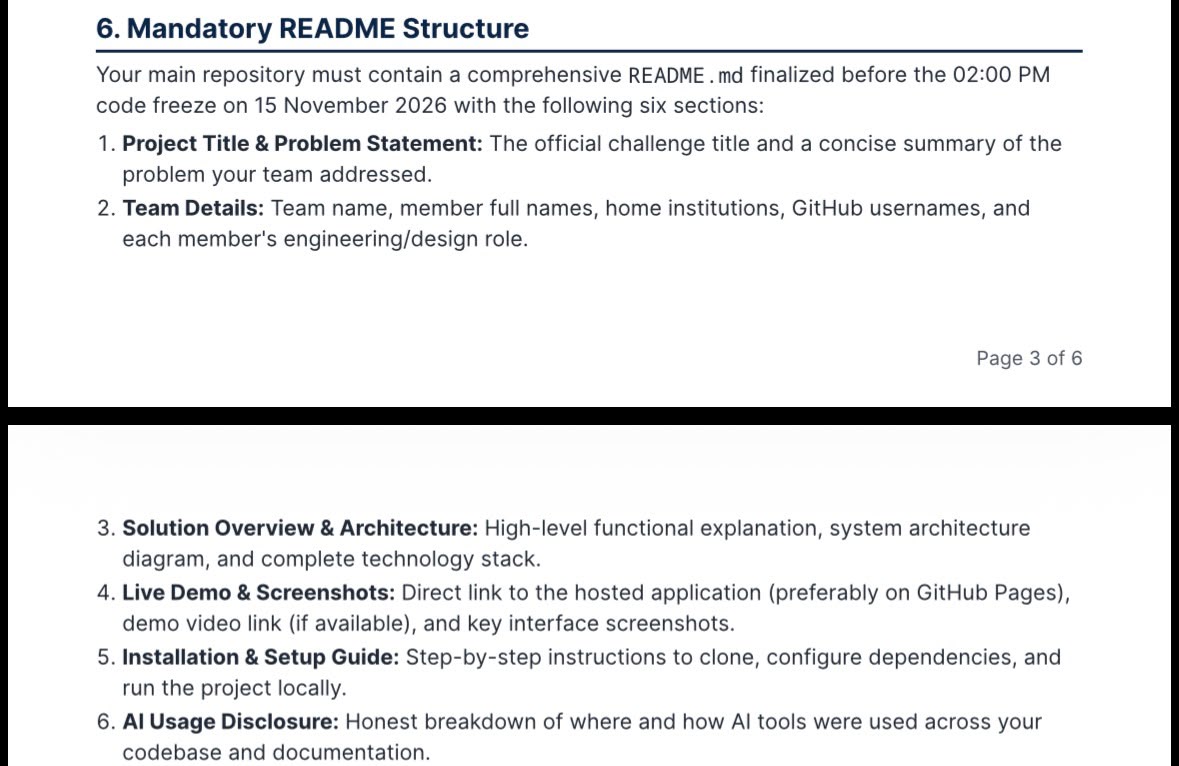 6. Mandatory README Structure
Your main repository must contain a comprehensive README.md finalized before the 02:00 PM
code freeze on 15 November 2026 with the following six sections:
1. Project Title & Problem Statement: The official challenge title and a concise summary of the
problem your team addressed.
2. Team Details: Team name, member full names, home institutions, GitHub usernames, and
each member's engineering/design role.
Page 3 of 6
3. Solution Overview & Architecture: High-level functional explanation, system architecture
diagram, and complete technology stack.
4. Live Demo & Screenshots: Direct link to the hosted application (preferably on GitHub Pages),
demo video link (if available), and key interface screenshots.
5. Installation & Setup Guide: Step-by-step instructions to clone, configure dependencies, and
run the project locally.
6. AI Usage Disclosure: Honest breakdown of where and how AI tools were used across your
codebase and documentation.